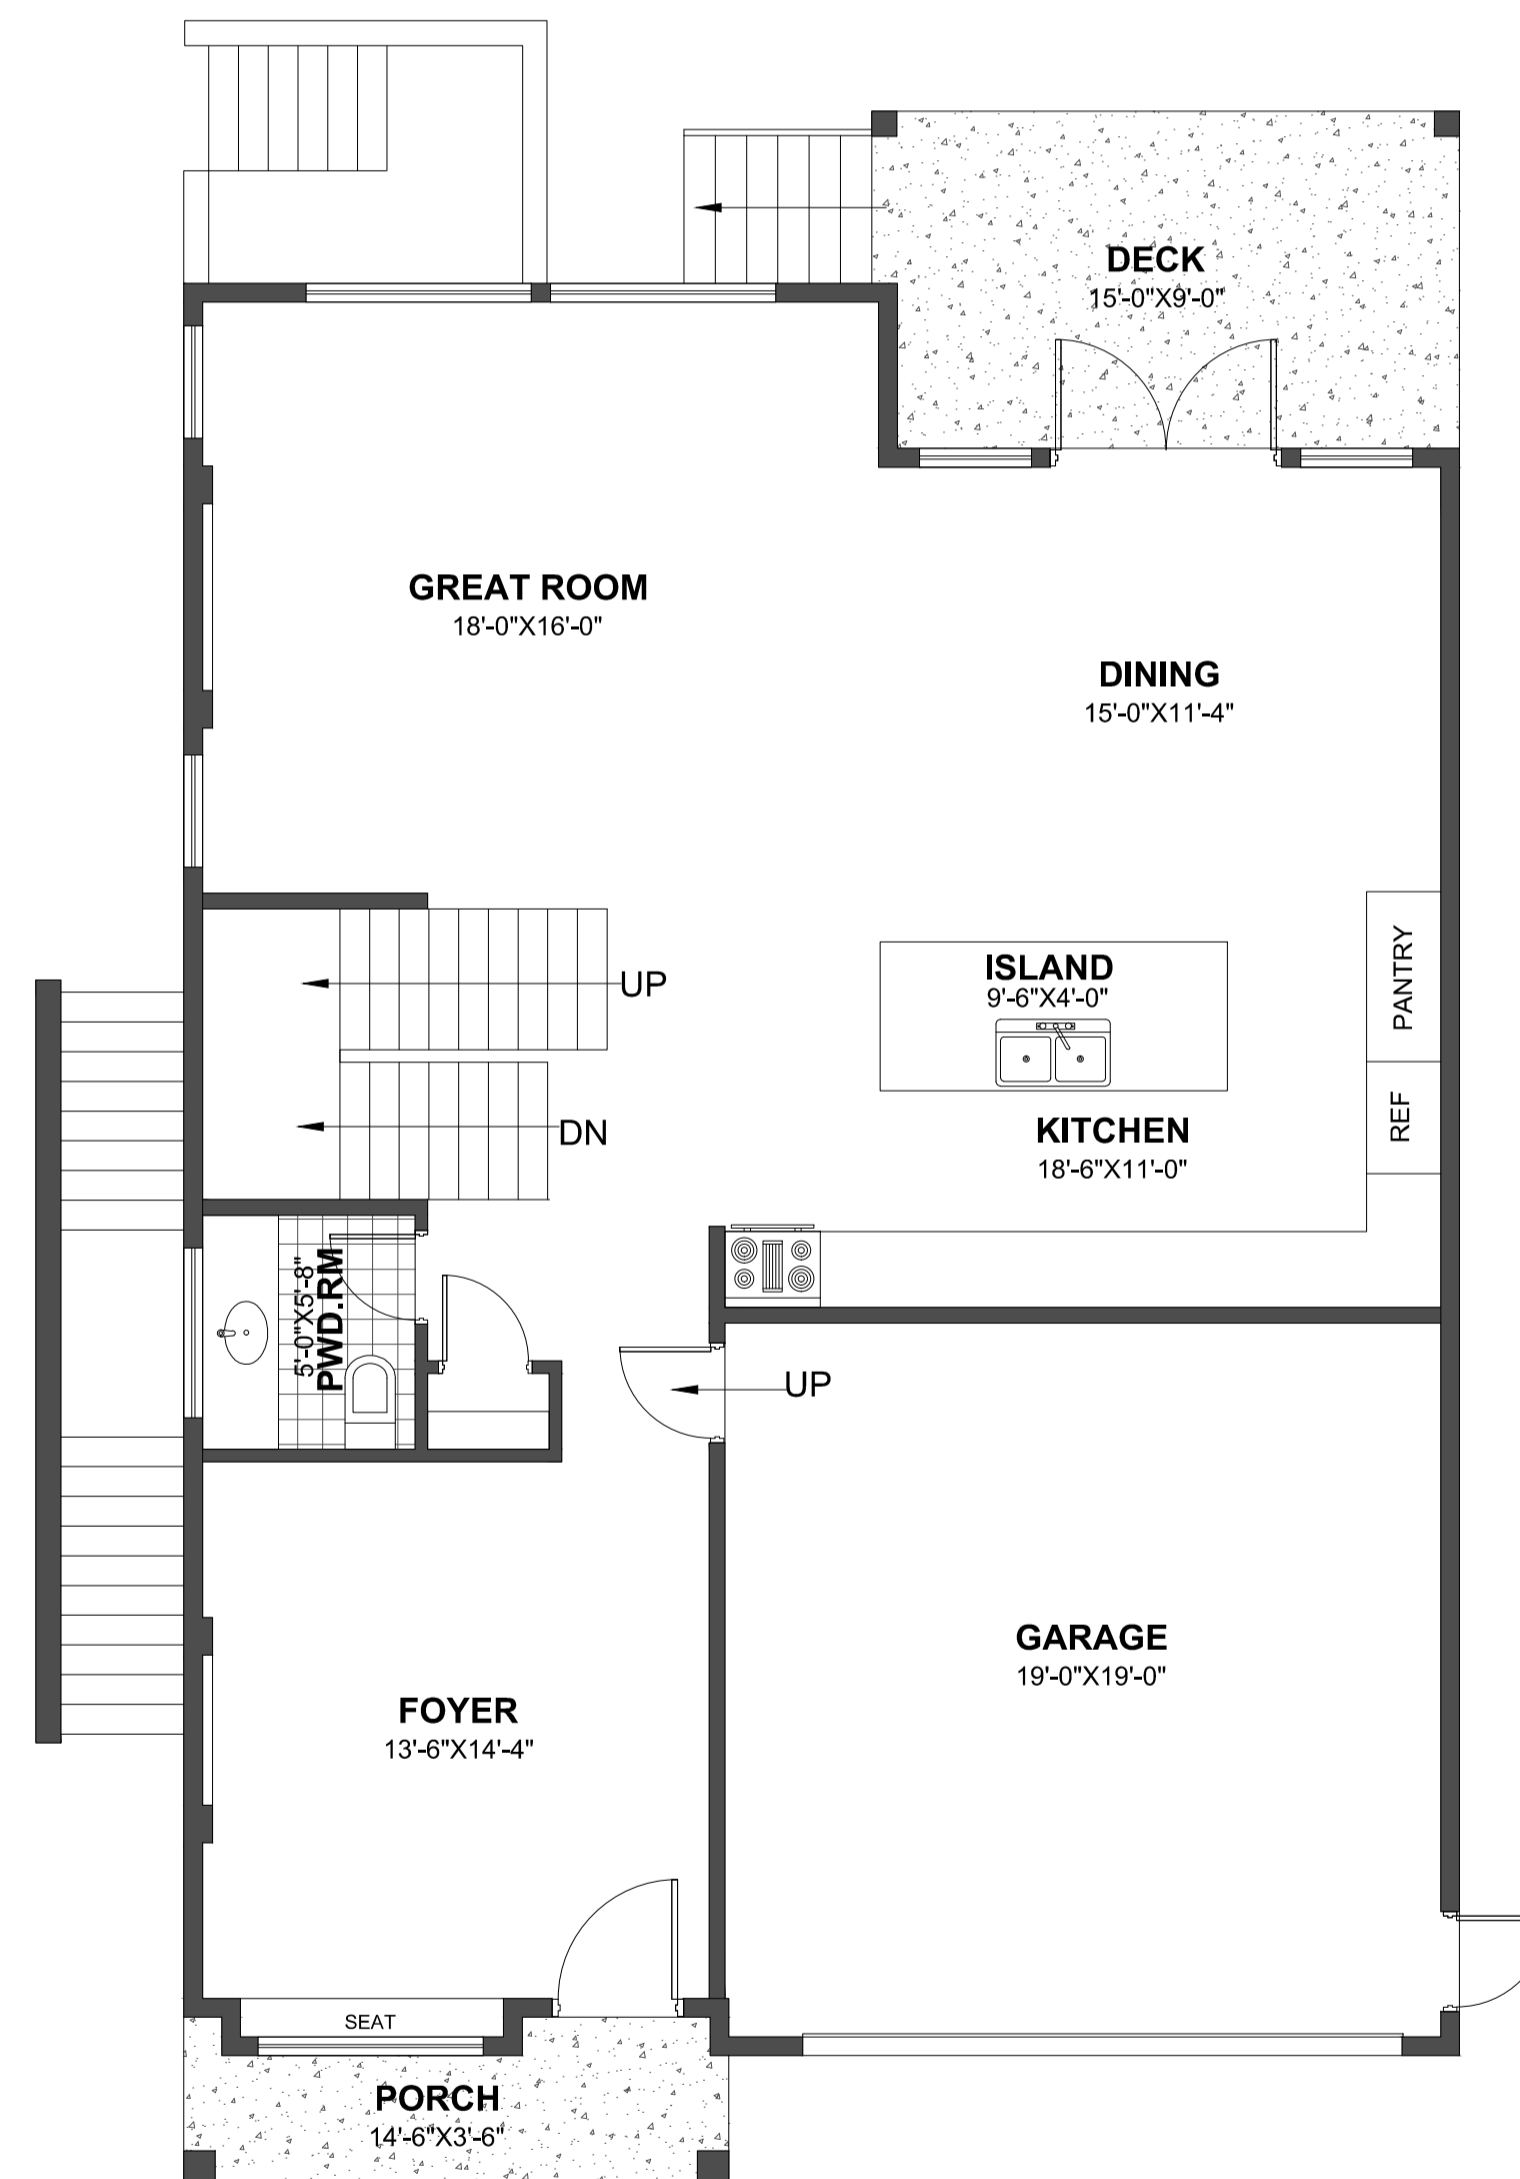 DECK
15'-0"X9'-0"
GREAT ROOM
18'-0"X16'-0"
DINING
15'-0"X11'-4"
UP
ISLAND
9'-6"X4'-0"
PANTRY
DN
KITCHEN
18'-6"X11'-0"
REF
5'-0"X5'-8"
PWD.RM
UP
GARAGE
19'-0"X19'-0"
FOYER
13'-6"X14'-4"
SEAT
PORCH
14'-6"X3'-6"